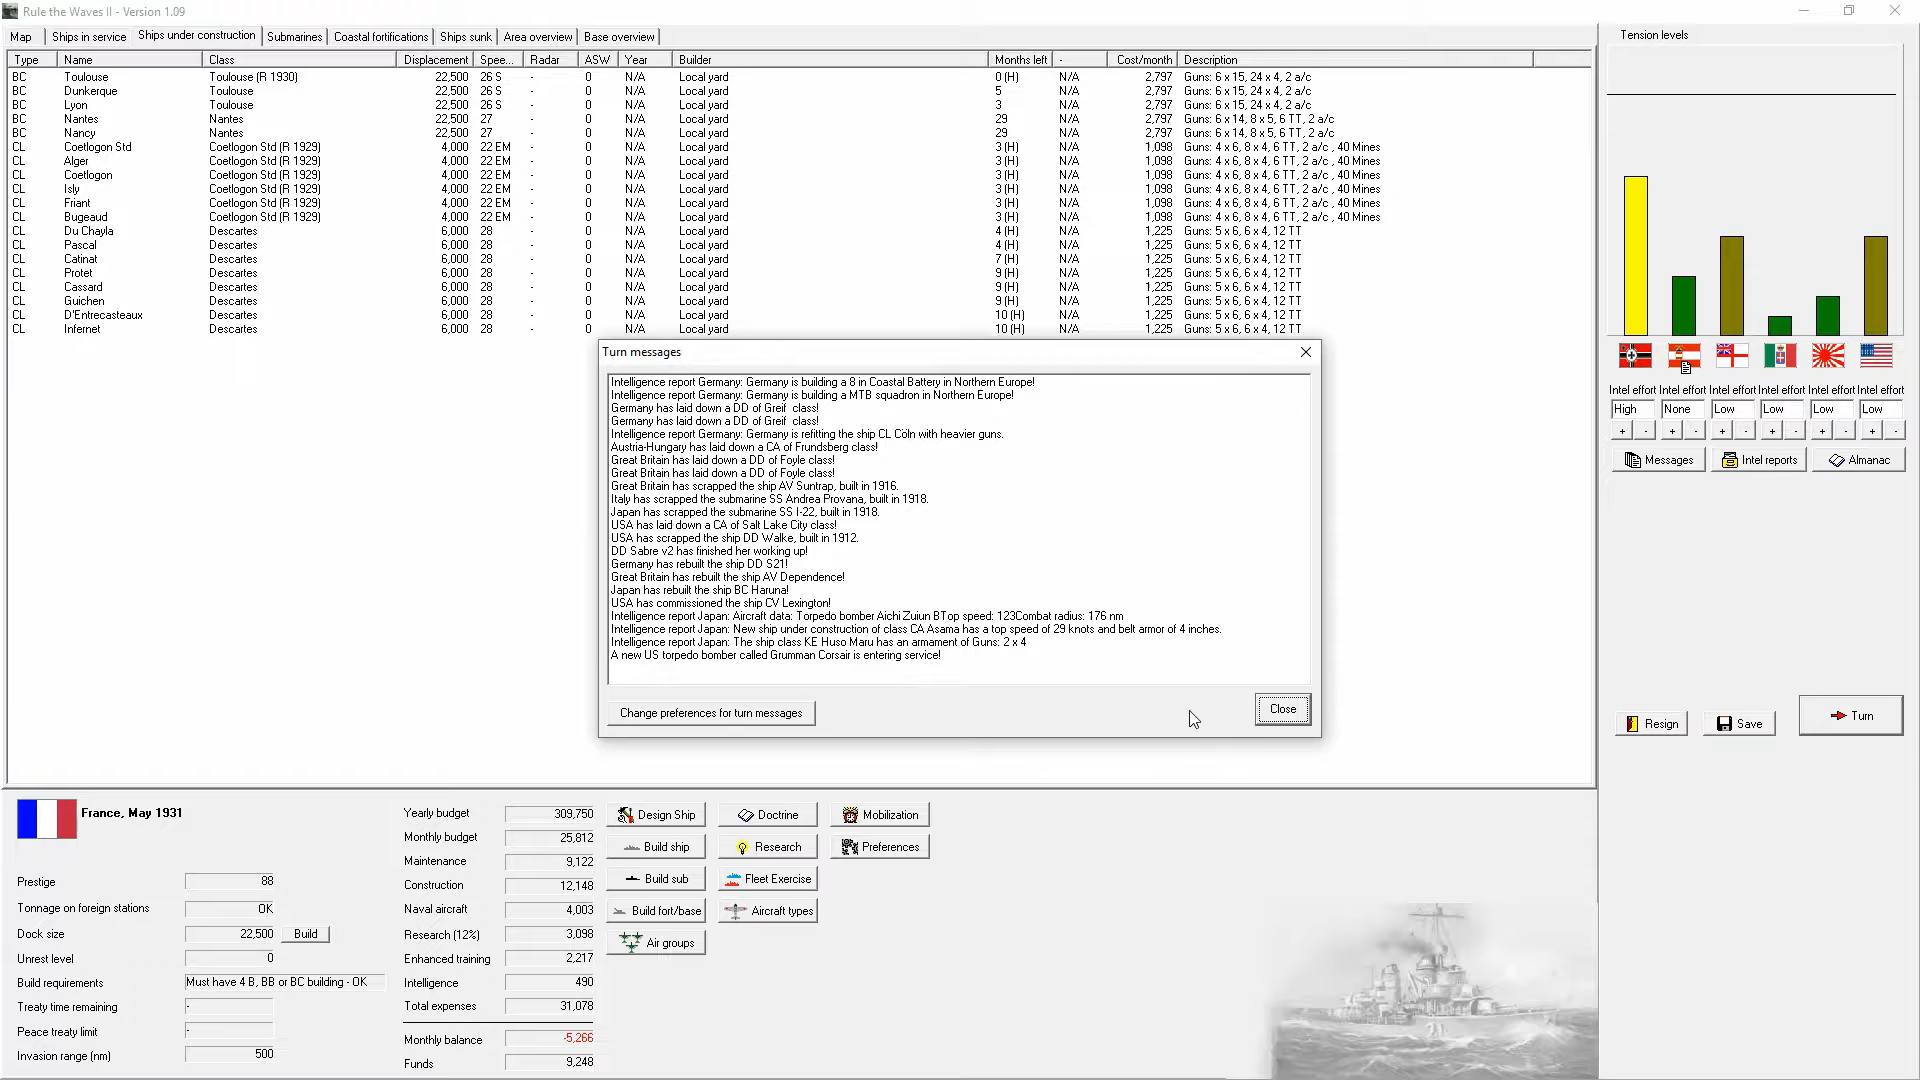 Rule the Waves II - Version 1.09
Map
Ships in service
Ships under construction
Submarines
Coastal fortifications
Ships sunk
Area overview
Base overview
Tension levels
Type Name Class Displacement Spee... Radar ASW Year Builder Months left - Cost/month Description
BC Toulouse Toulouse (R 1930) 22,500 26 S - 0 N/A Local yard 0 (H) N/A 2,797 Guns: 6 x 15, 24 x 4, 2 a/c
BC Dunkerque Toulouse 22,500 26 S - 0 N/A Local yard 5 N/A 2,797 Guns: 6 x 15, 24 x 4, 2 a/c
BC Lyon Toulouse 22,500 26 S - 0 N/A Local yard 3 N/A 2,797 Guns: 6 x 15, 24 x 4, 2 a/c
BC Nantes Nantes 22,500 27 - 0 N/A Local yard 29 N/A 2,797 Guns: 6 x 14, 8 x 5, 6 TT, 2 a/c
BC Nancy Nantes 22,500 27 - 0 N/A Local yard 29 N/A 2,797 Guns: 6 x 14, 8 x 5, 6 TT, 2 a/c
CL Coetlogon Std Coetlogon Std (R 1929) 4,000 22 EM - 0 N/A Local yard 3 (H) N/A 1,098 Guns: 4 x 6, 8 x 4, 6 TT, 2 a/c , 40 Mines
CL Alger Coetlogon Std (R 1929) 4,000 22 EM - 0 N/A Local yard 3 (H) N/A 1,098 Guns: 4 x 6, 8 x 4, 6 TT, 2 a/c , 40 Mines
CL Coetlogon Coetlogon Std (R 1929) 4,000 22 EM - 0 N/A Local yard 3 (H) N/A 1,098 Guns: 4 x 6, 8 x 4, 6 TT, 2 a/c , 40 Mines
CL Isly Coetlogon Std (R 1929) 4,000 22 EM - 0 N/A Local yard 3 (H) N/A 1,098 Guns: 4 x 6, 8 x 4, 6 TT, 2 a/c , 40 Mines
CL Friant Coetlogon Std (R 1929) 4,000 22 EM - 0 N/A Local yard 3 (H) N/A 1,098 Guns: 4 x 6, 8 x 4, 6 TT, 2 a/c , 40 Mines
CL Bugeaud Coetlogon Std (R 1929) 4,000 22 EM - 0 N/A Local yard 3 (H) N/A 1,098 Guns: 4 x 6, 8 x 4, 6 TT, 2 a/c , 40 Mines
CL Du Chayla Descartes 6,000 28 - 0 N/A Local yard 4 (H) N/A 1,225 Guns: 5 x 6, 6 x 4, 12 TT
CL Pascal Descartes 6,000 28 - 0 N/A Local yard 4 (H) N/A 1,225 Guns: 5 x 6, 6 x 4, 12 TT
CL Catinat Descartes 6,000 28 - 0 N/A Local yard 7 (H) N/A 1,225 Guns: 5 x 6, 6 x 4, 12 TT
CL Protet Descartes 6,000 28 - 0 N/A Local yard 9 (H) N/A 1,225 Guns: 5 x 6, 6 x 4, 12 TT
CL Cassard Descartes 6,000 28 - 0 N/A Local yard 9 (H) N/A 1,225 Guns: 5 x 6, 6 x 4, 12 TT
CL Guichen Descartes 6,000 28 - 0 N/A Local yard 9 (H) N/A 1,225 Guns: 5 x 6, 6 x 4, 12 TT
CL D'Entrecasteaux Descartes 6,000 28 - 0 N/A Local yard 10 (H) N/A 1,225 Guns: 5 x 6, 6 x 4, 12 TT
CL Infernet Descartes 6,000 28 - 0 N/A Local yard 10 (H) N/A 1,225 Guns: 5 x 6, 6 x 4, 12 TT
Turn messages
Intelligence report Germany: Germany is building a 8 in Coastal Battery in Northern Europe!
Intelligence report Germany: Germany is building a MTB squadron in Northern Europe!
Germany has laid down a DD of Greif  class!
Germany has laid down a DD of Greif  class!
Intelligence report Germany: Germany is refitting the ship CL Cöln with heavier guns.
Austria-Hungary has laid down a CA of Frundsberg class!
Great Britain has laid down a DD of Foyle class!
Great Britain has laid down a DD of Foyle class!
Great Britain has scrapped the ship AV Suntrap, built in 1916.
Italy has scrapped the submarine SS Andrea Provana, built in 1918.
Japan has scrapped the submarine SS I-22, built in 1918.
USA has laid down a CA of Salt Lake City class!
USA has scrapped the ship DD Walke, built in 1912.
DD Sabre v2 has finished her working up!
Germany has rebuilt the ship DD S21!
Great Britain has rebuilt the ship AV Dependence!
Japan has rebuilt the ship BC Haruna!
USA has commissioned the ship CV Lexington!
Intelligence report Japan: Aircraft data: Torpedo bomber Aichi Zuiun BTop speed: 123Combat radius: 176 nm
Intelligence report Japan: New ship under construction of class CA Asama has a top speed of 29 knots and belt armor of 4 inches.
Intelligence report Japan: The ship class KE Huso Maru has an armament of Guns: 2 x 4
A new US torpedo bomber called Grumman Corsair is entering service!
Change preferences for turn messages
Close
Intel effort Intel effort Intel effort Intel effort Intel effort Intel effort
High None Low Low Low Low
+ - + - + - + - + - + -
Messages
Intel reports
Almanac
Resign
Save
Turn
France, May 1931
Prestige 88
Tonnage on foreign stations OK
Dock size 22,500 Build
Unrest level 0
Build requirements Must have 4 B, BB or BC building - OK
Treaty time remaining -
Peace treaty limit -
Invasion range (nm) 500
Yearly budget 309,750
Monthly budget 25,812
Maintenance 9,122
Construction 12,148
Naval aircraft 4,003
Research (12%) 3,098
Enhanced training 2,217
Intelligence 490
Total expenses 31,078
Monthly balance -5,266
Funds 9,248
Design Ship
Doctrine
Mobilization
Build ship
Research
Preferences
Build sub
Fleet Exercise
Build fort/base
Aircraft types
Air groups